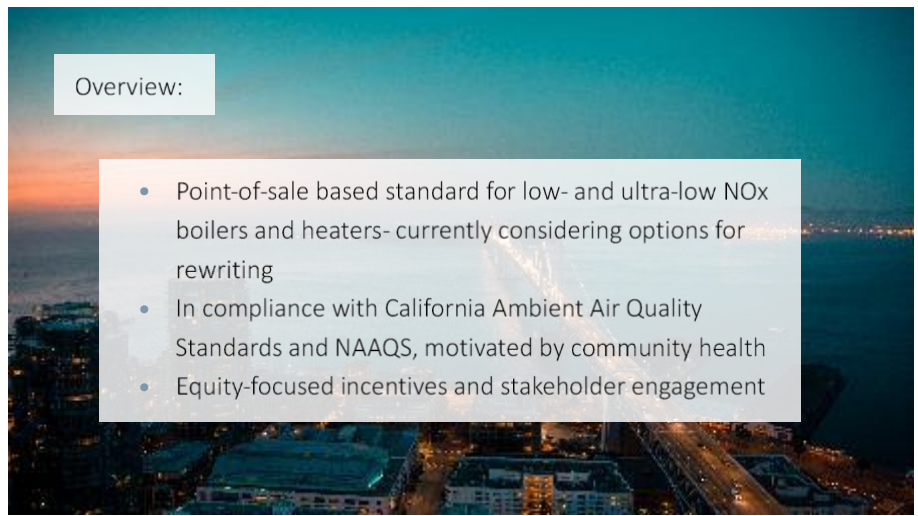 Overview:
• Point-of-sale based standard for low- and ultra-low NOx
boilers and heaters- currently considering options for
rewriting
• In compliance with California Ambient Air Quality
Standards and NAAQS, motivated by community health
• Equity-focused incentives and stakeholder engagement